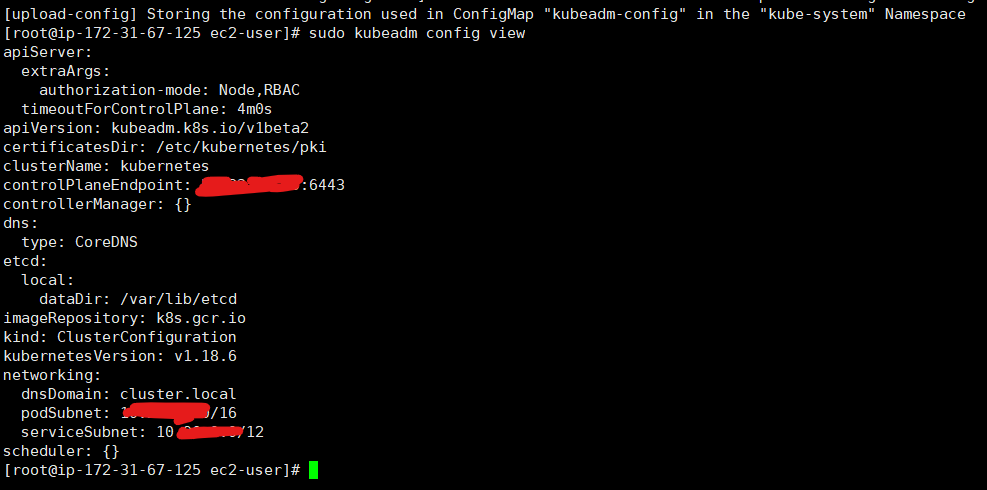 [upload-config] Storing the configuration used in ConfigMap "kubeadm-config" in the "kube-system" Namespace
[root@ip-172-31-67-125 ec2-user]# sudo kubeadm config view
apiServer:
  extraArgs:
    authorization-mode: Node,RBAC
  timeoutForControlPlane: 4m0s
apiVersion: kubeadm.k8s.io/v1beta2
certificatesDir: /etc/kubernetes/pki
clusterName: kubernetes
controlPlaneEndpoint: :6443
controllerManager: {}
dns:
  type: CoreDNS
etcd:
  local:
    dataDir: /var/lib/etcd
imageRepository: k8s.gcr.io
kind: ClusterConfiguration
kubernetesVersion: v1.18.6
networking:
  dnsDomain: cluster.local
  podSubnet: /16
  serviceSubnet: 10 /12
scheduler: {}
[root@ip-172-31-67-125 ec2-user]#